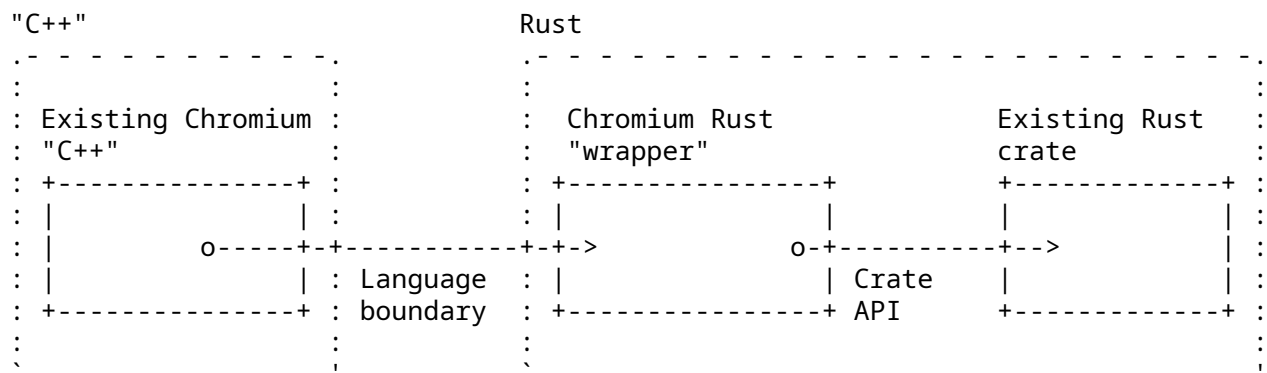 "C++" Rust
Existing Chromium Chromium Rust Existing Rust
"C++" "wrapper" crate
Language Crate
boundary API